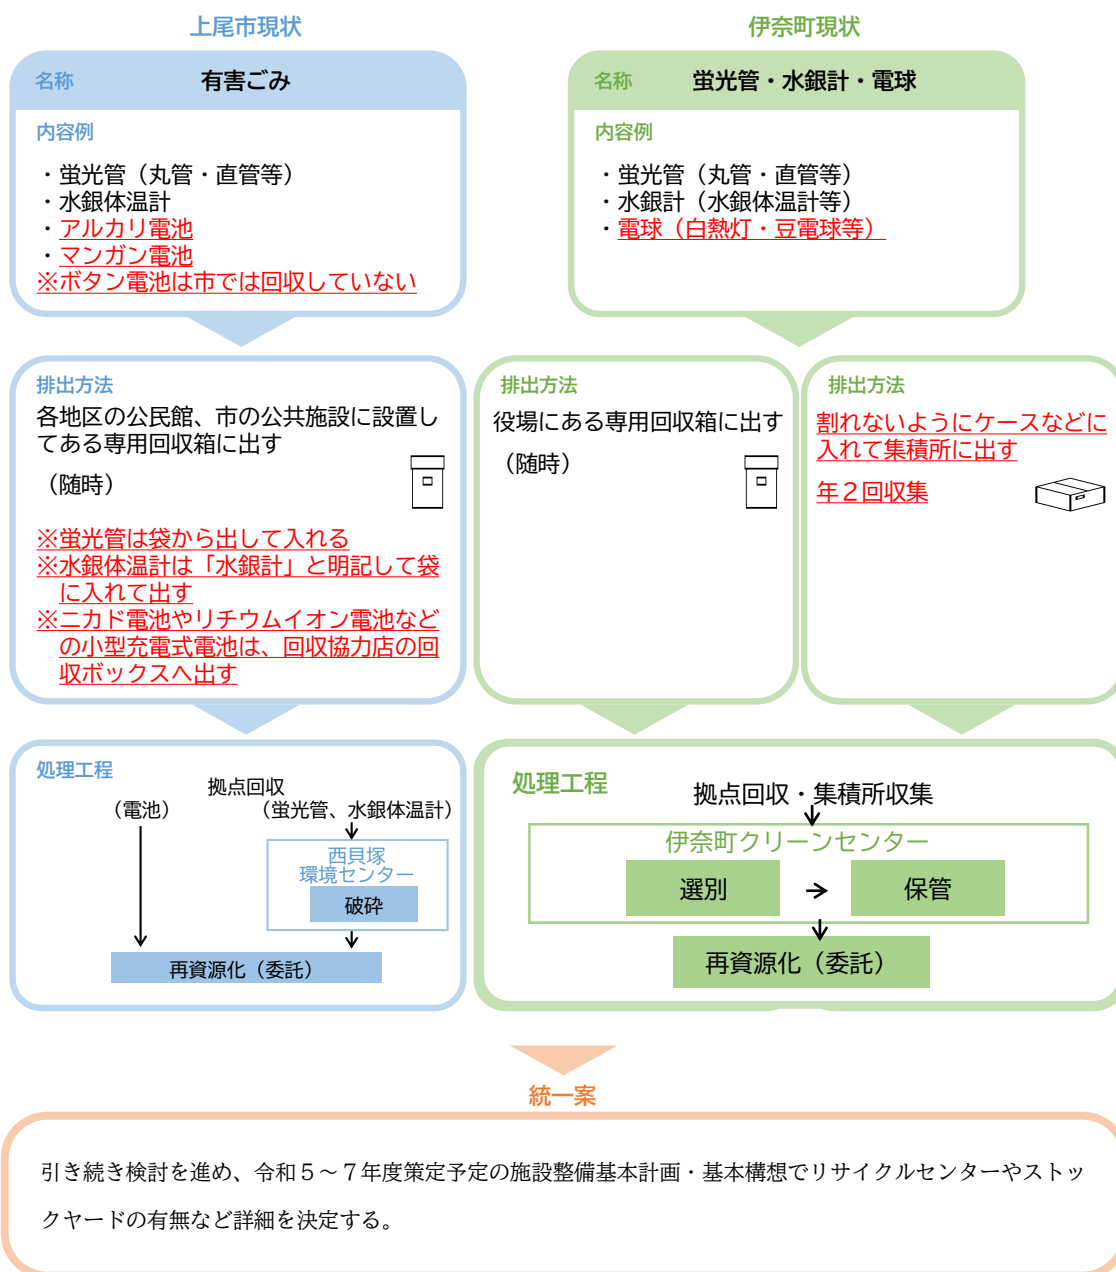 上尾市現状
名称
有害ごみ
内容例
・蛍光管（丸管・直管等）
・水銀体温計
・アルカリ電池
・マンガン電池
※ボタン電池は市では回収していない
排出方法
各地区の公民館、市の公共施設に設置し
てある専用回収箱に出す
（随時）
※蛍光管は袋から出して入れる
※水銀体温計は「水銀計」と明記して袋
に入れて出す
※ニカド電池やリチウムイオン電池など
の小型充電式電池は、回収協力店の回
収ボックスへ出す
処理工程
拠点回収
（電池）
（蛍光管、水銀体温計）
西貝塚
環境センター
破砕
再資源化（委託）
伊奈町現状
名称
蛍光管・水銀計・電球
内容例
・蛍光管（丸管・直管等）
・水銀計（水銀体温計等）
・電球（白熱灯・豆電球等）
排出方法
役場にある専用回収箱に出す
（随時）
排出方法
割れないようにケースなどに
入れて集積所に出す
年２回収集
処理工程
拠点回収・集積所収集
伊奈町クリーンセンター
選別
保管
再資源化（委託）
統一案
引き続き検討を進め、令和５～７年度策定予定の施設整備基本計画・基本構想でリサイクルセンターやストッ
クヤードの有無など詳細を決定する。